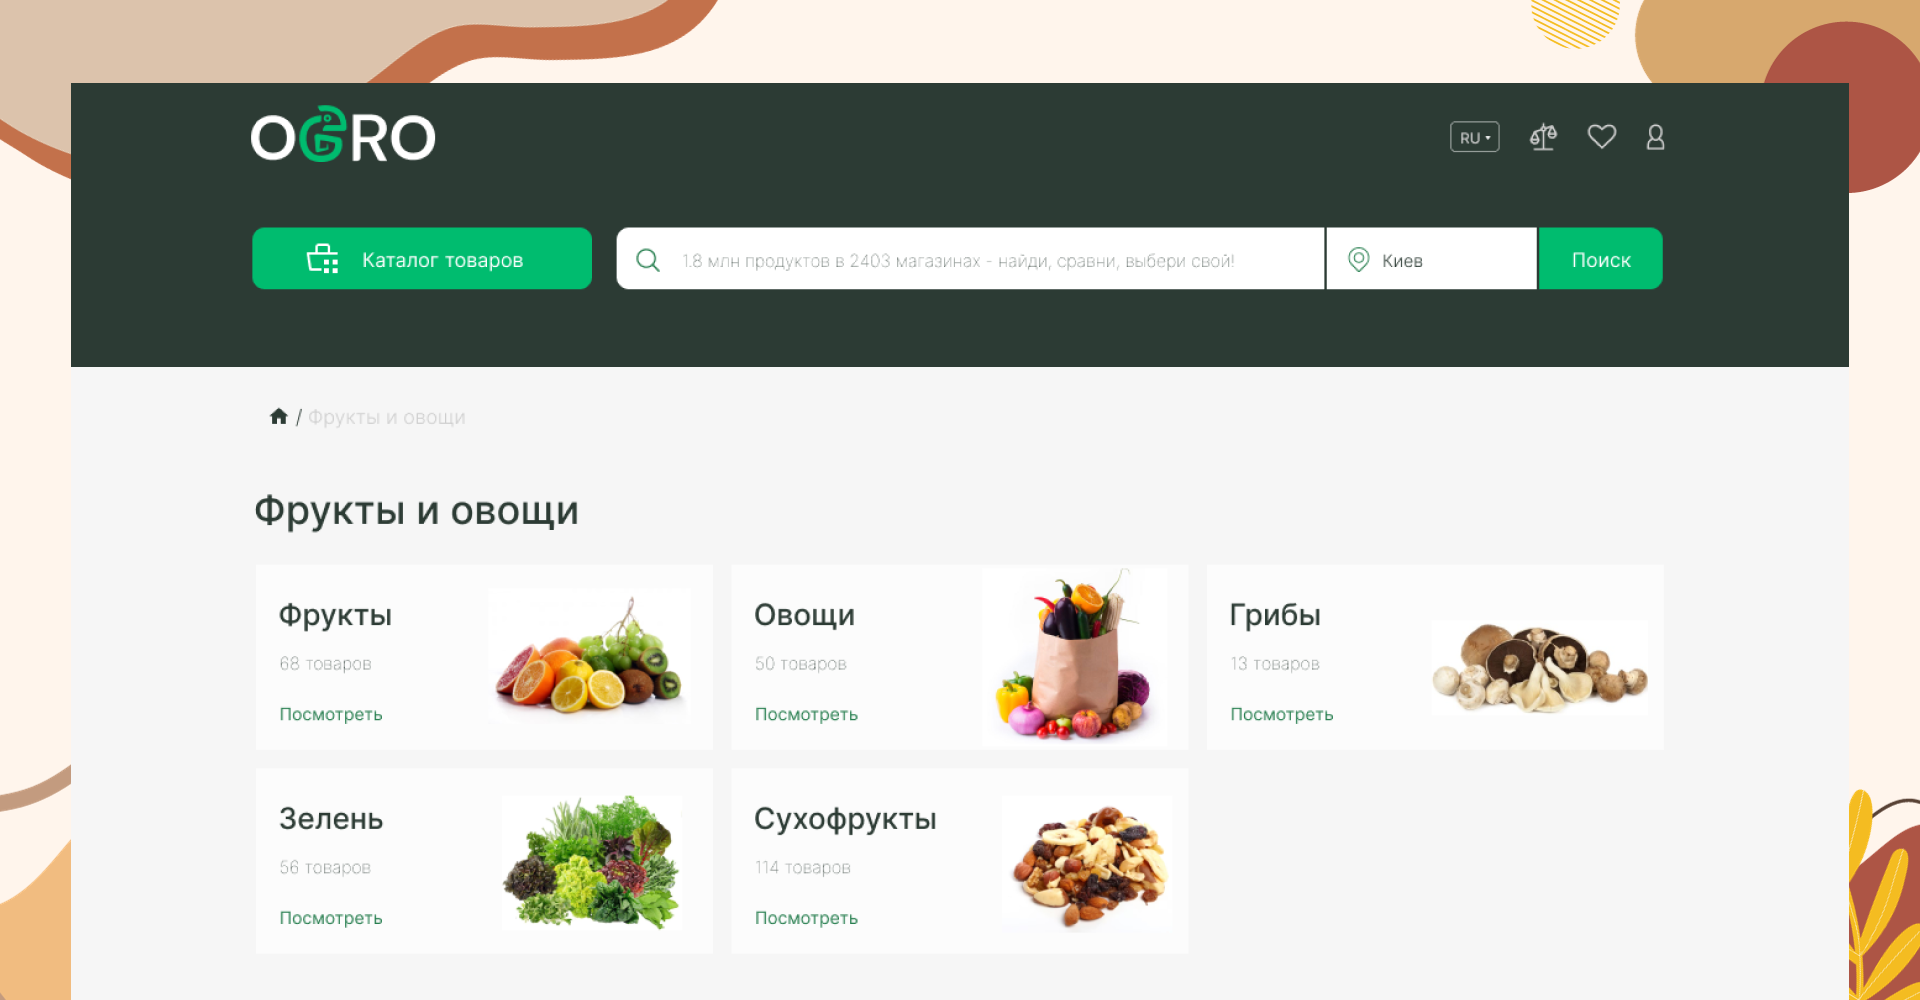 OGRO
RU
Каталог товаров
1.8 млн продуктов в 2403 магазинах - найди, сравни, выбери свой!
Киев
Поиск
/ Фрукты и овощи
Фрукты и овощи
Фрукты
68 товаров
Посмотреть
Овощи
50 товаров
Посмотреть
Грибы
13 товаров
Посмотреть
Зелень
56 товаров
Посмотреть
Сухофрукты
114 товаров
Посмотреть